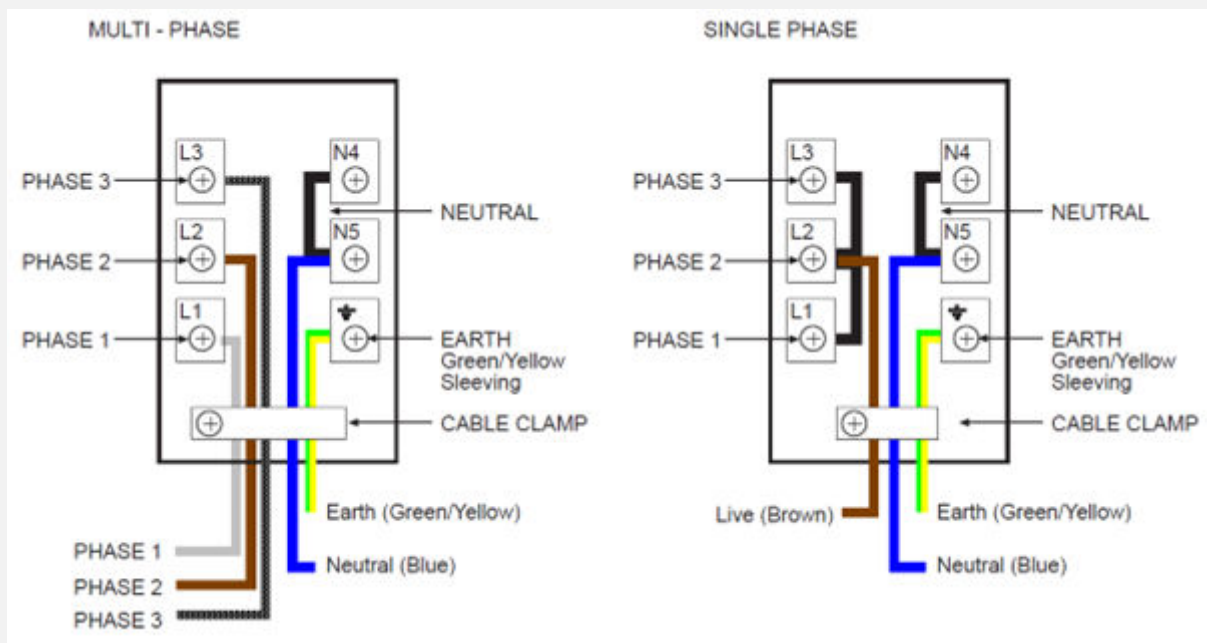 MULTI - PHASE
L3
N4
PHASE 3
NEUTRAL
L2
N5
PHASE 2
L1
PHASE 1
EARTH
Green/Yellow
Sleeving
CABLE CLAMP
Earth (Green/Yellow)
PHASE 1
Neutral (Blue)
PHASE 2
PHASE 3
SINGLE PHASE
L3
N4
PHASE 3
NEUTRAL
L2
N5
PHASE 2
L1
PHASE 1
EARTH
Green/Yellow
Sleeving
CABLE CLAMP
Live (Brown)
Earth (Green/Yellow)
Neutral (Blue)